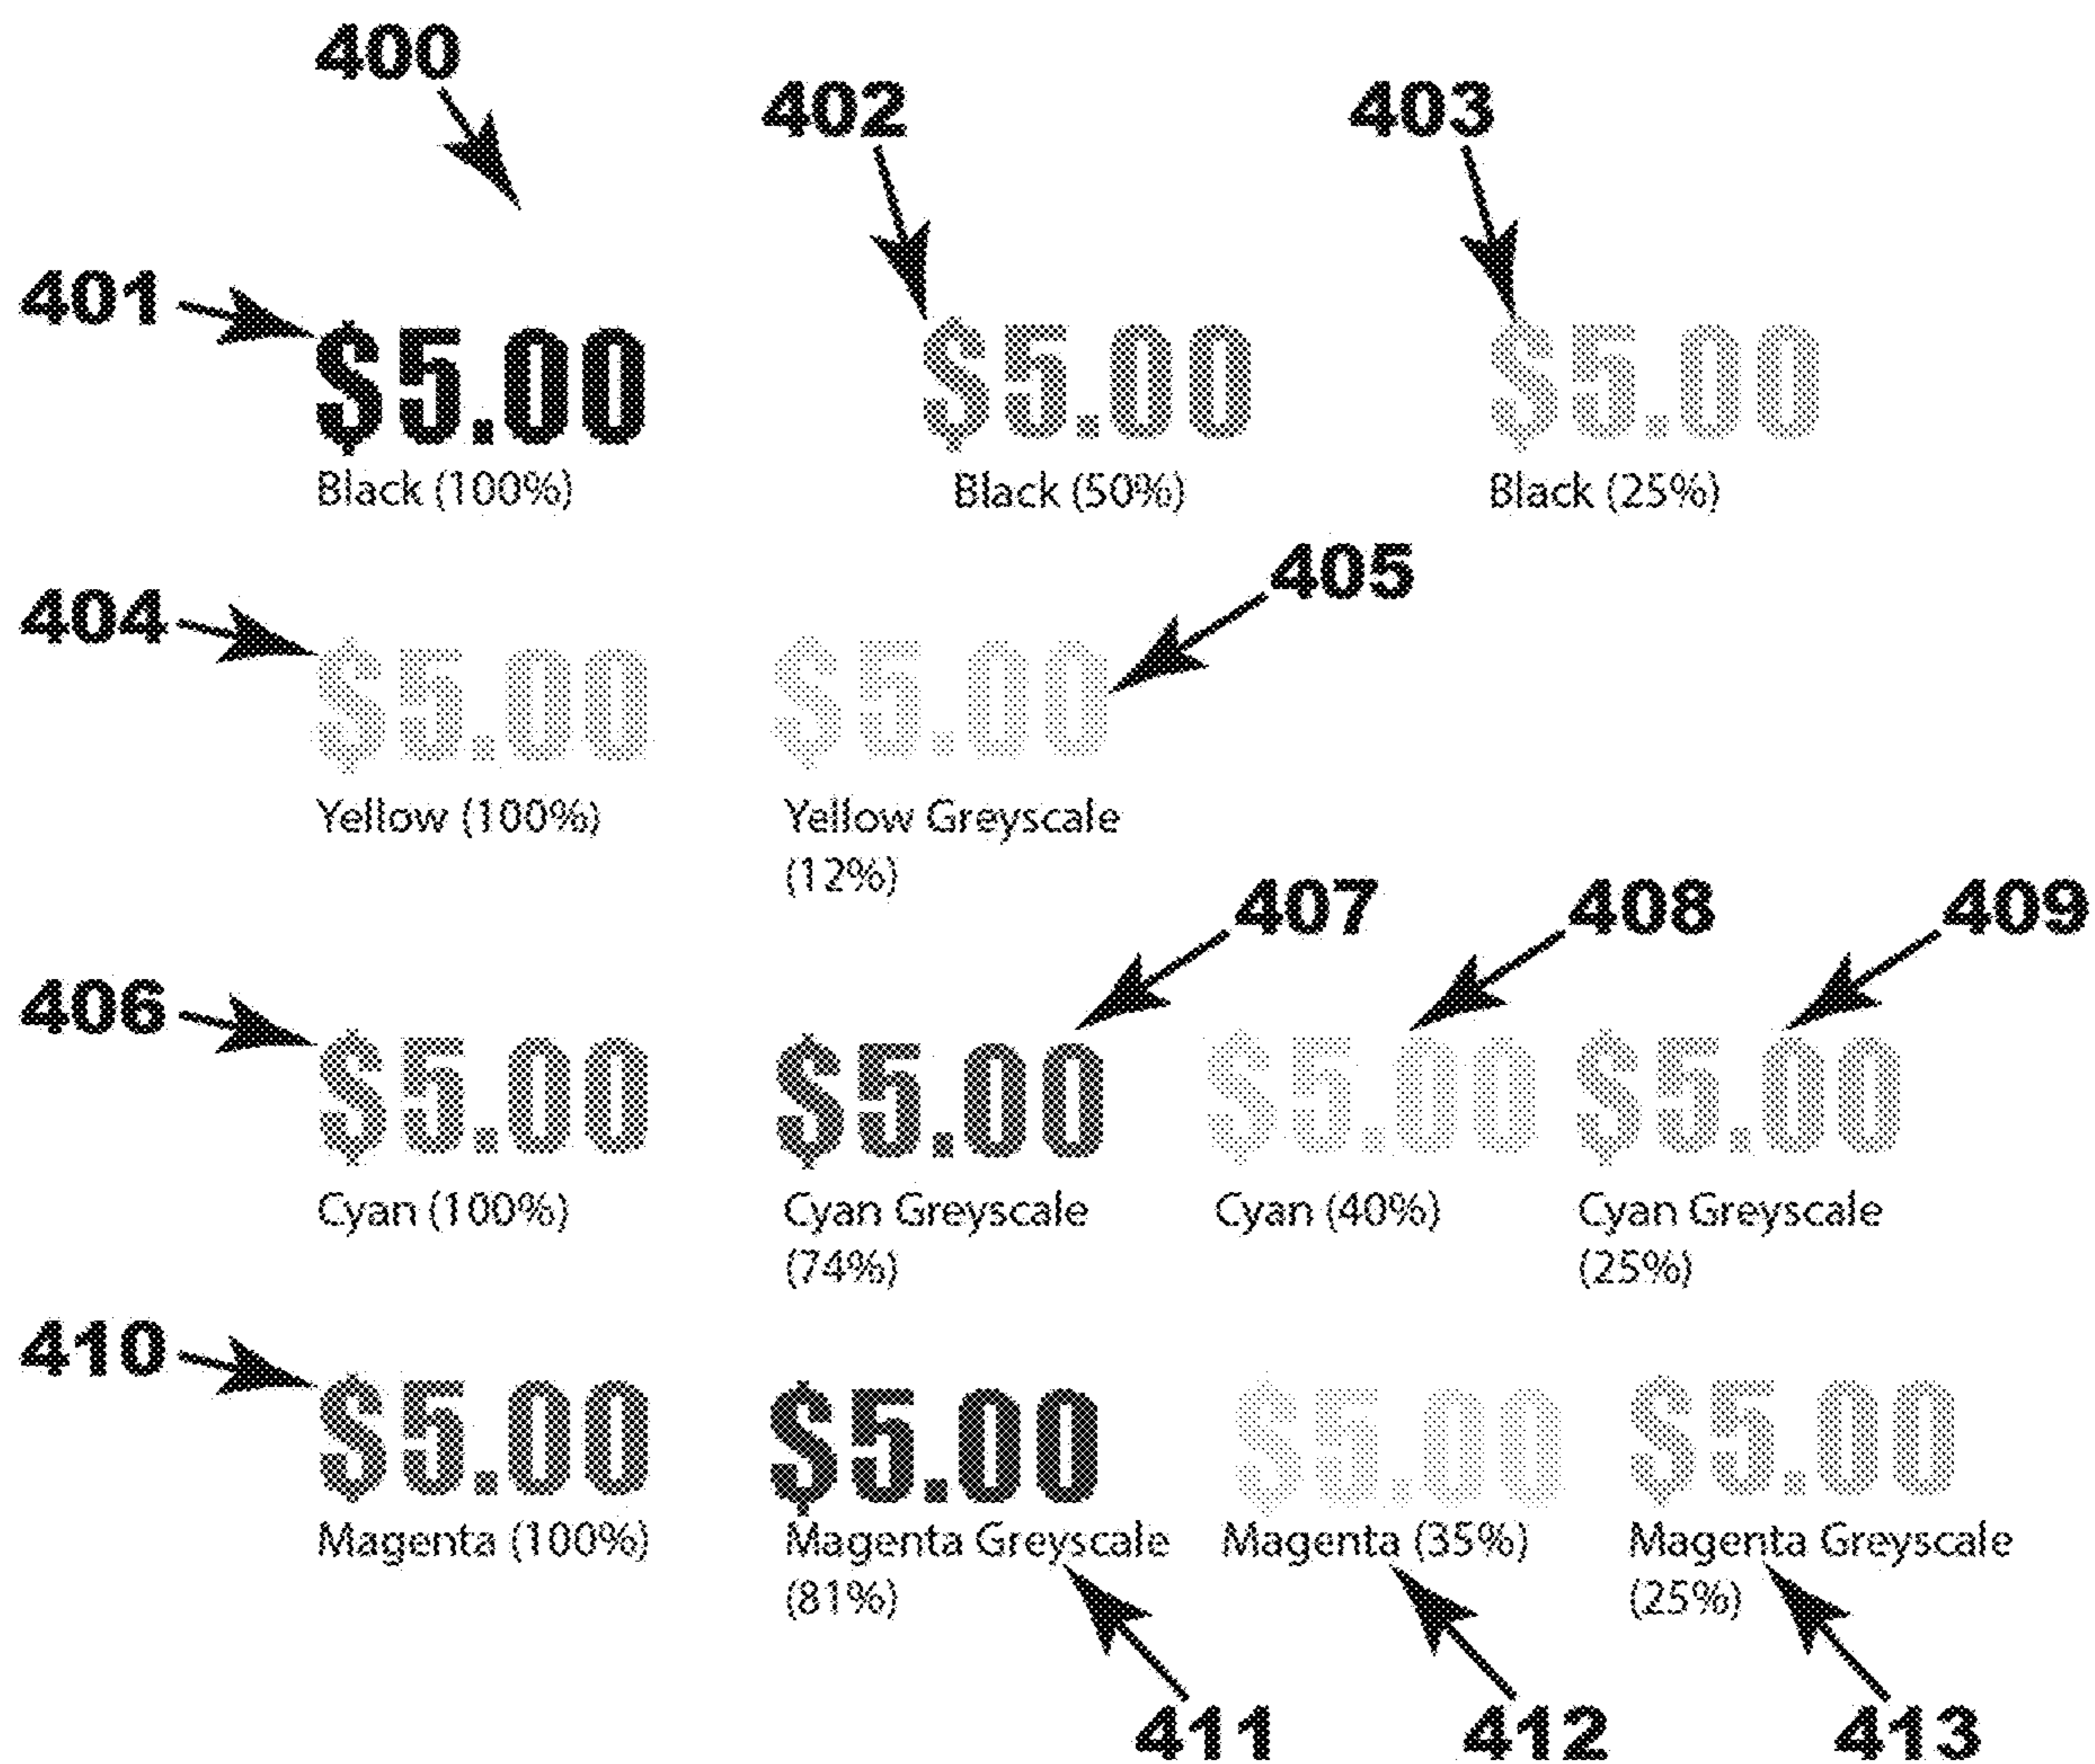 400
402
403
401
$5.00
$5.00
$5.00
Black (100%)
Black (50%)
Black (25%)
405
404
$5.00
$5.00
Yellow (100%)
Yellow Greyscale
(12%)
407
408
409
406
$5.00
$5.00
$5.00
$5.00
Cyan (100%)
Cyan Greyscale
(74%)
Cyan (40%)
Cyan Greyscale
(25%)
410
$5.00
$5.00
$5.00
$5.00
Magenta (100%)
Magenta Greyscale
(81%)
Magenta (35%)
Magenta Greyscale
(25%)
411
412
413